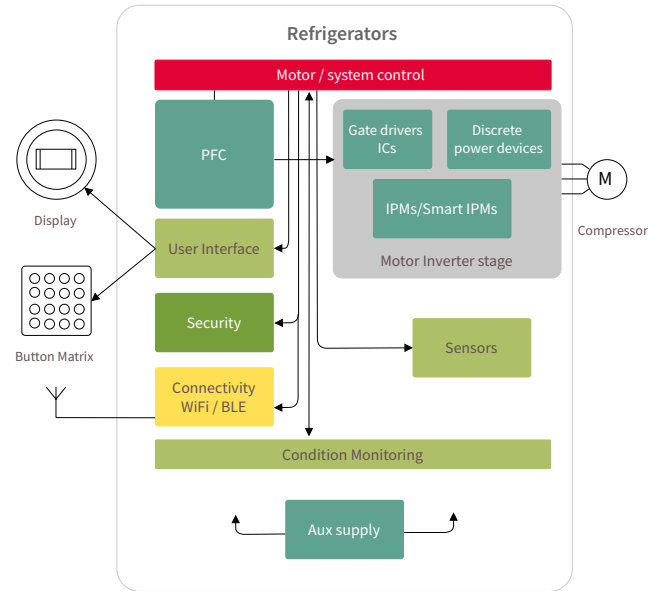 Refrigerators
Motor / system control
PFC
Gate drivers
ICs
Discrete
power devices
IPMs/Smart IPMs
Motor Inverter stage
M
Compressor
Display
User Interface
Button Matrix
Security
Sensors
Connectivity
WiFi / BLE
Condition Monitoring
Aux supply